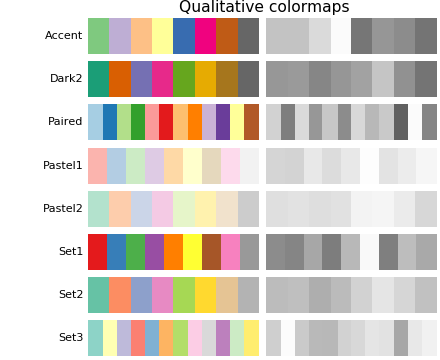 Qualitative colormaps
Accent
Dark2
Paired
Pastel1
Pastel2
Set1
Set2
Set3